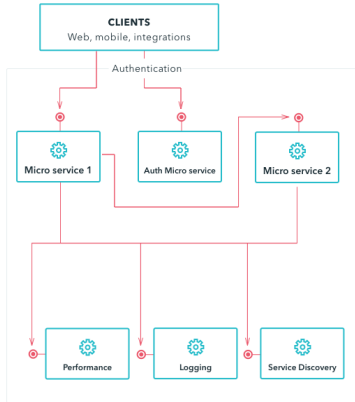 CLIENTS
Web, mobile, integrations
Authentication
Micro service 1
Auth Micro service
Micro service 2
Performance
Logging
Service Discovery